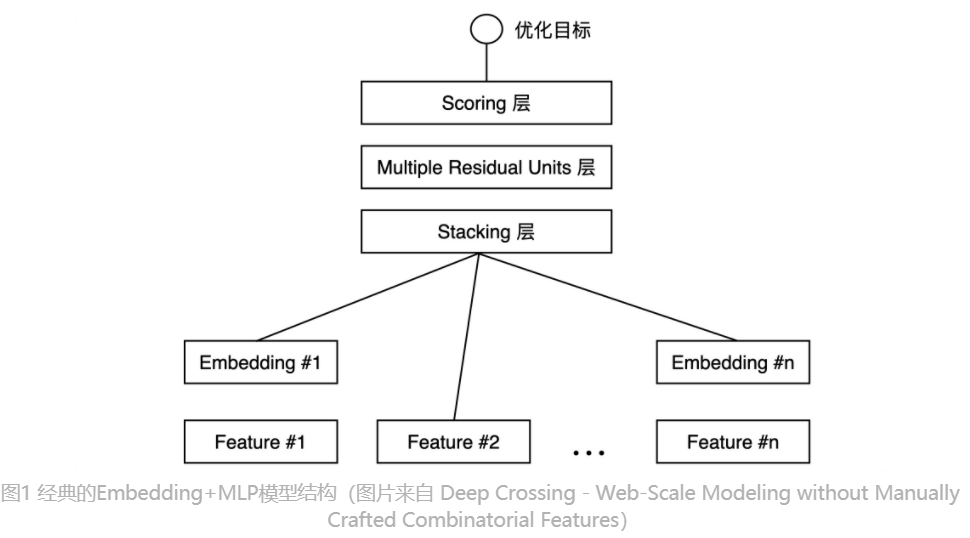 优化目标
Scoring 层
Multiple Residual Units 层
Stacking 层
Embedding #1
Embedding #n
Feature #1
Feature #2
...
Feature #n
图1 经典的Embedding+MLP模型结构（图片来自 Deep Crossing - Web-Scale Modeling without Manually
Crafted Combinatorial Features）